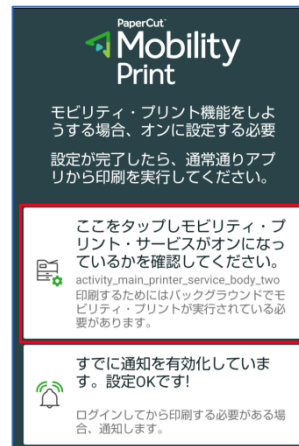 PaperCut
Mobility
Print
モビリティ・プリント機能をしよ
うする場合、オンに設定する必要
設定が完了したら、通常通りアプ
リから印刷を実行してください。
ここをタップしモビリティ・プ
リント・サービスがオンになっ
ているかを確認してください。
activity_main_printer_service_body_two
印刷するためにはバックグラウンドでモ
ビリティ・プリントが実行されている必
要があります。
すでに通知を有効化していま
す。設定OKです!
ログインしてから印刷する必要がある場
合、通知します。